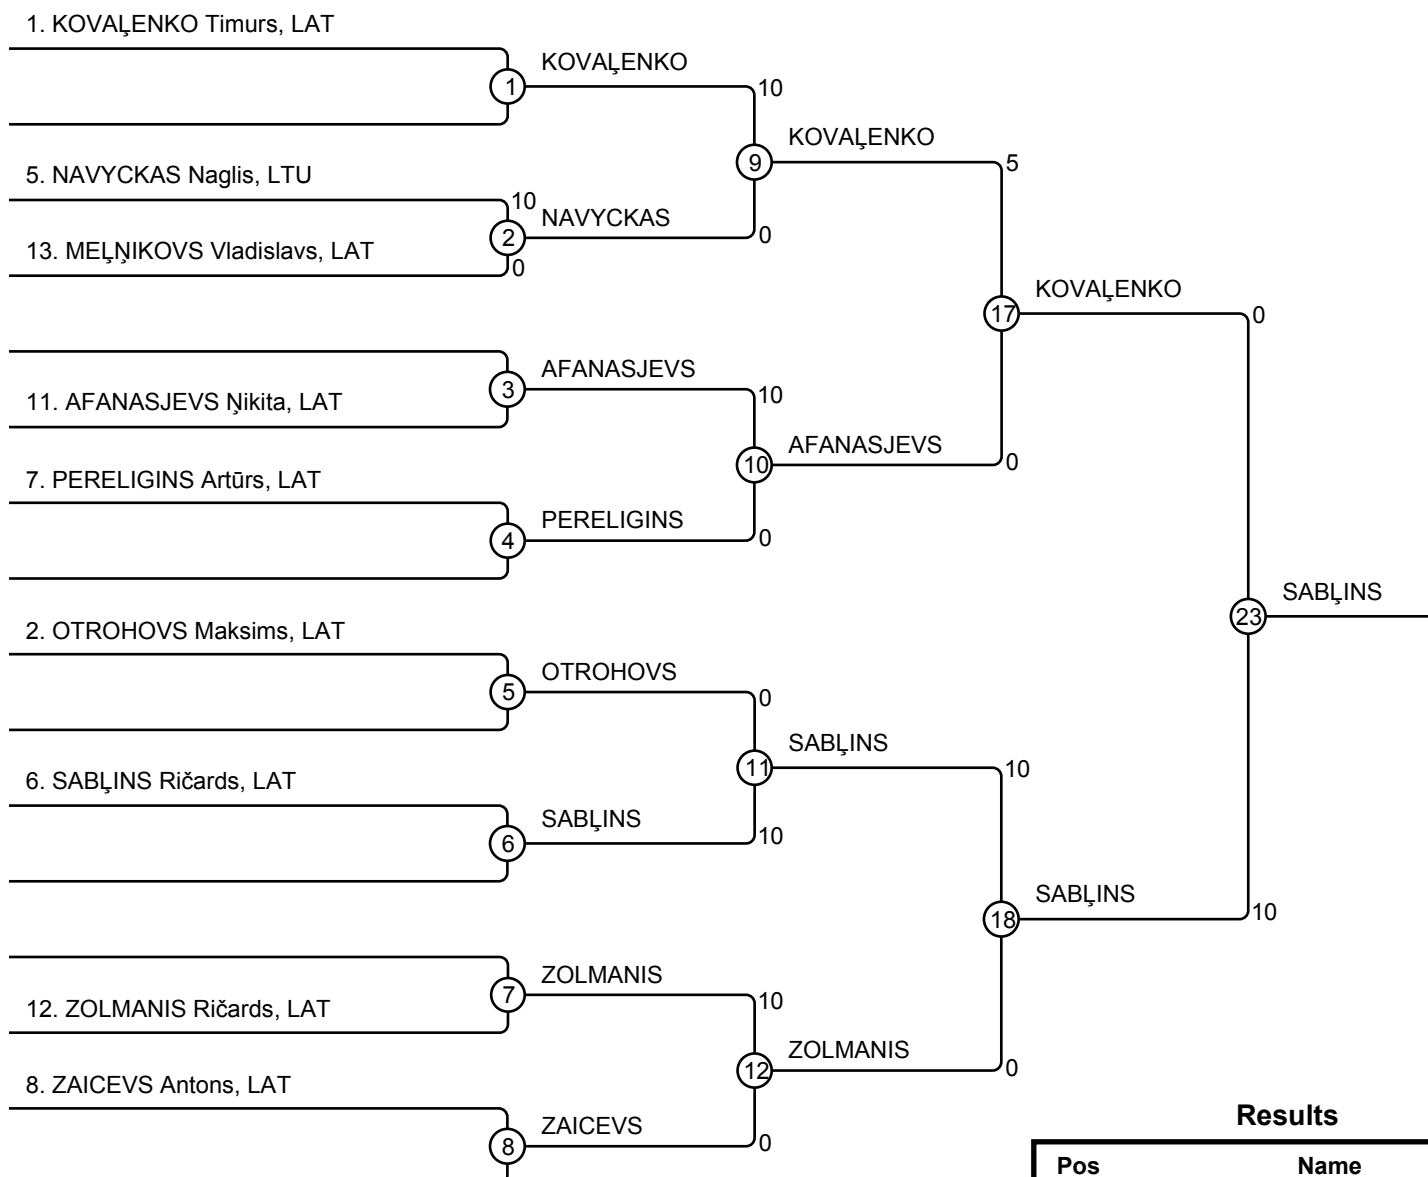 1. KOVAĻENKO Timurs, LAT
KOVAĻENKO
1
10
KOVAĻENKO
9
5
5. NAVYCKAS Naglis, LTU
10
NAVYCKAS
2
0
13. MEĻŅIKOVS Vladislavs, LAT
0
KOVAĻENKO
17
0
AFANASJEVS
3
10
11. AFANASJEVS Ņikita, LAT
AFANASJEVS
10
0
7. PERELIGINS Artūrs, LAT
PERELIGINS
4
0
SABĻINS
23
2. OTROHOVS Maksims, LAT
OTROHOVS
5
0
SABĻINS
11
10
6. SABĻINS Ričards, LAT
SABĻINS
6
10
SABĻINS
18
10
ZOLMANIS
7
10
12. ZOLMANIS Ričards, LAT
ZOLMANIS
12
0
8. ZAICEVS Antons, LAT
ZAICEVS
8
0
Results
Pos Name